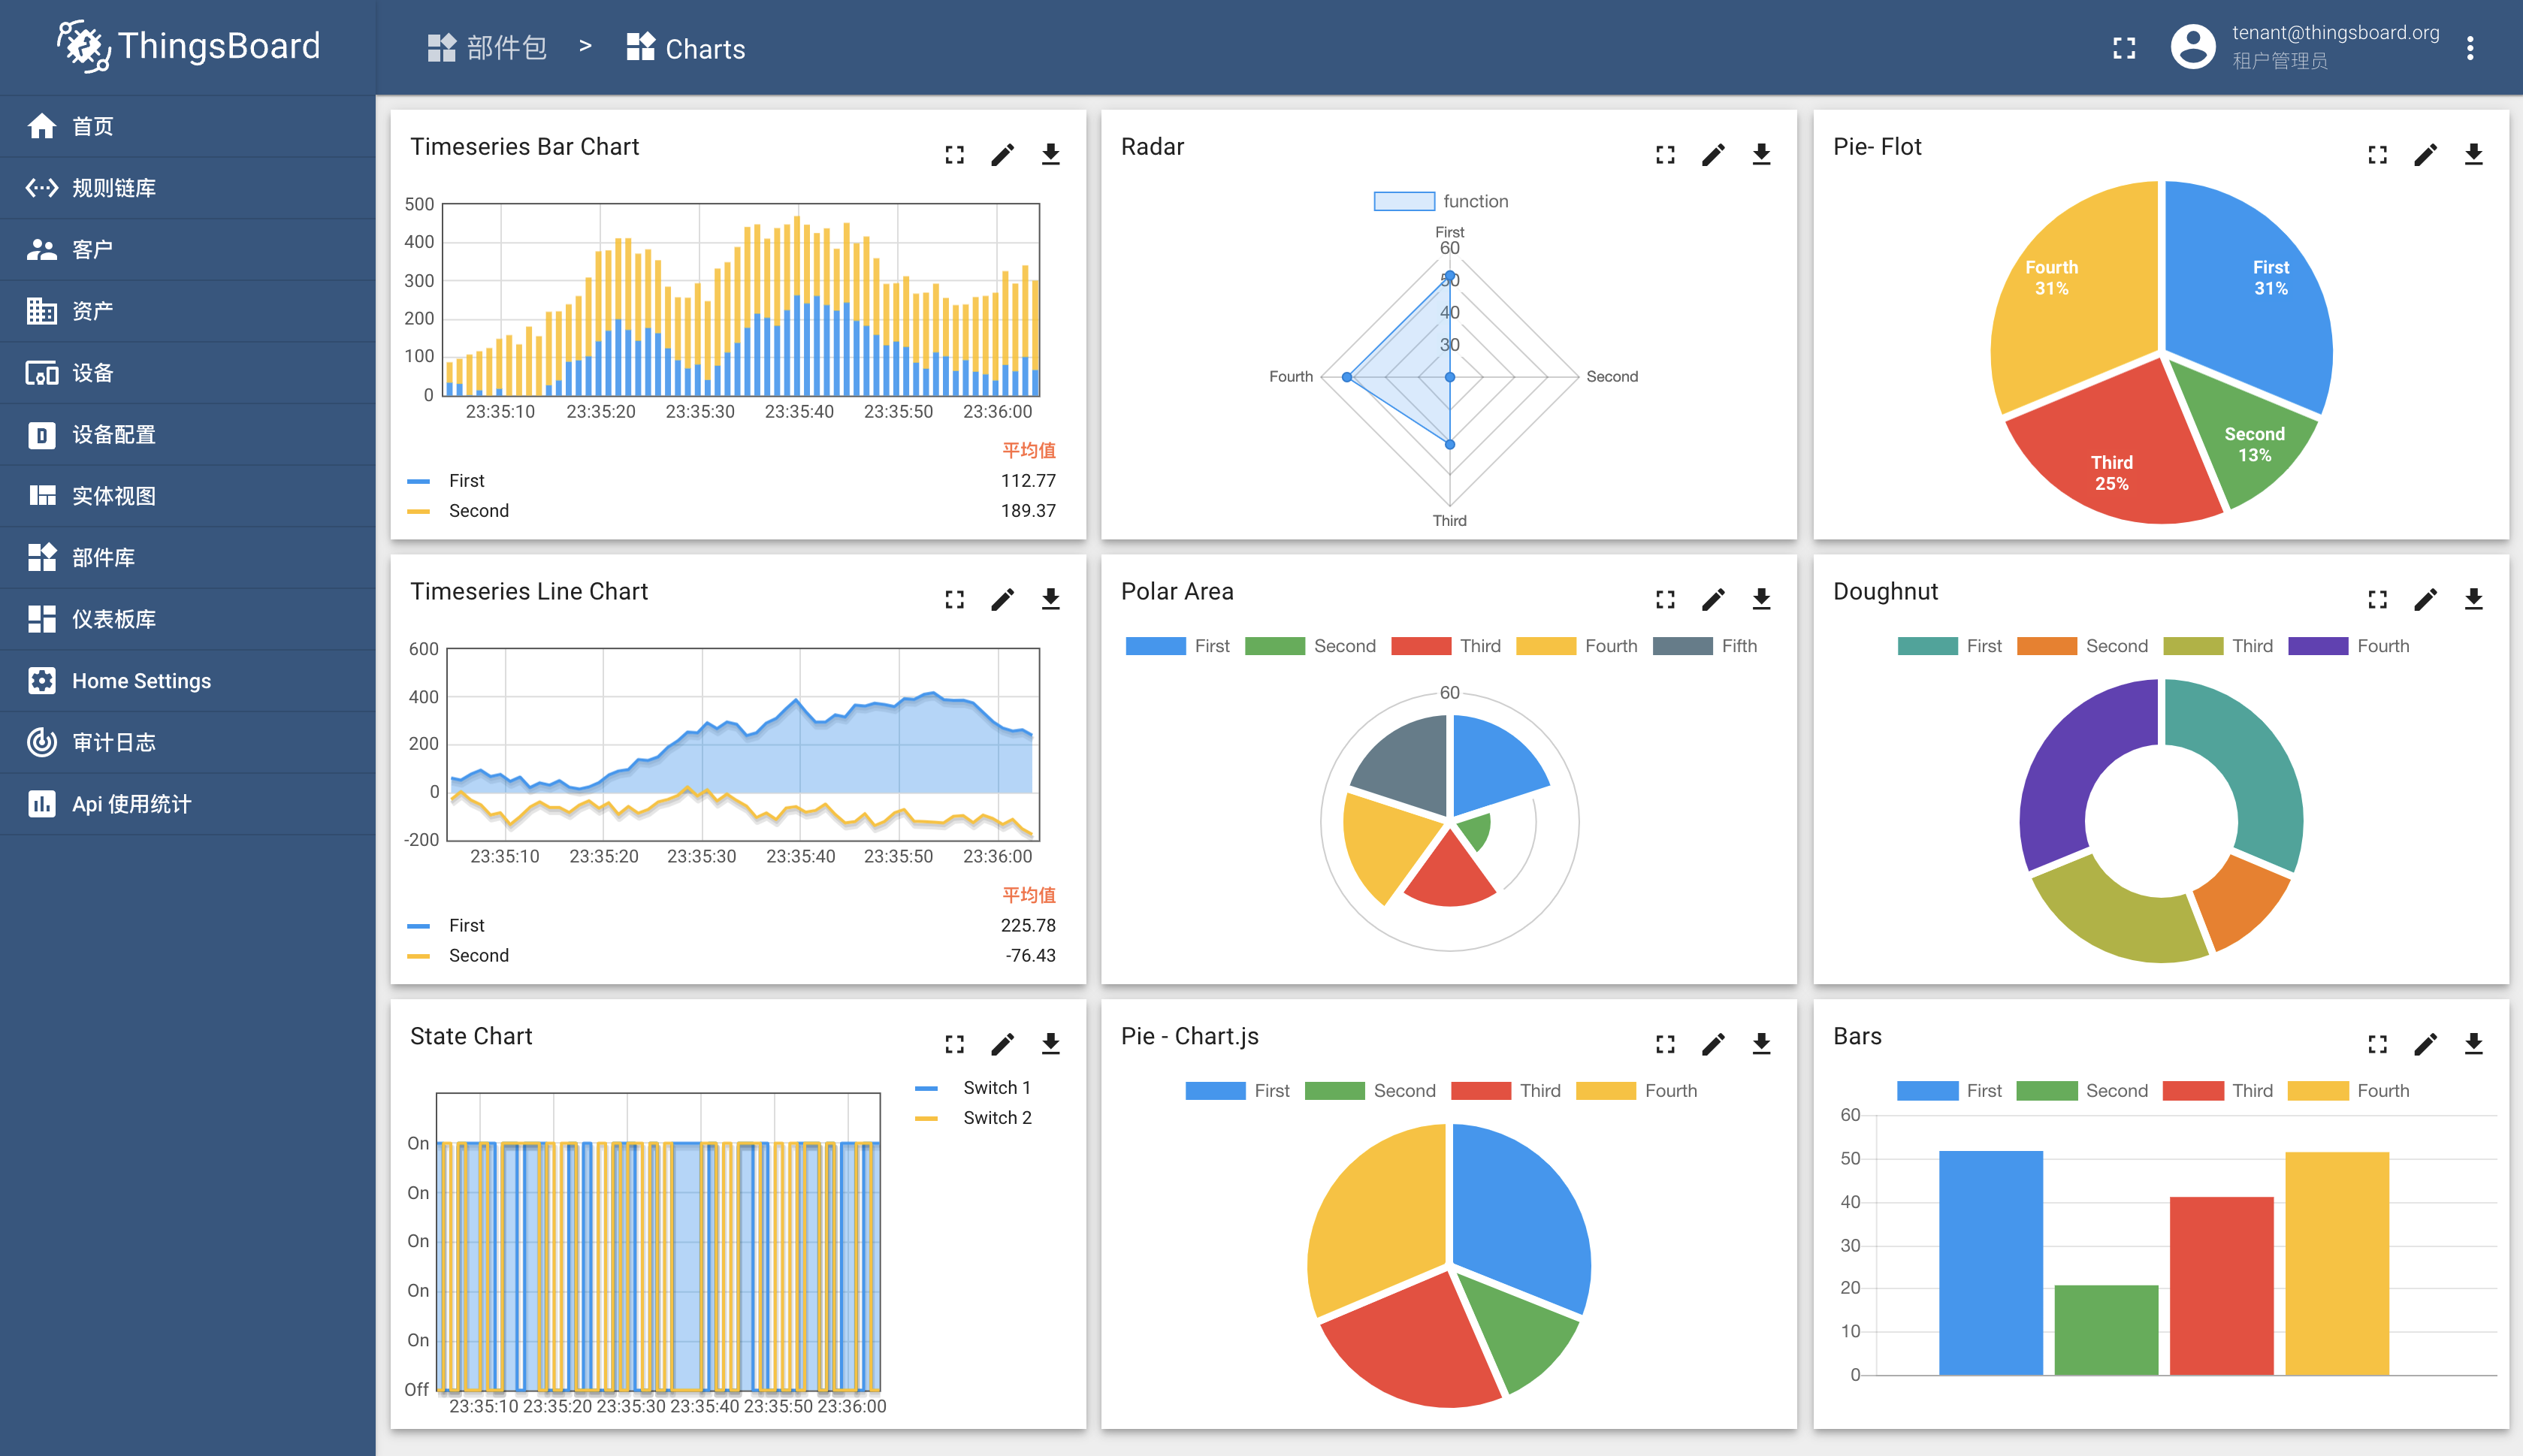 ThingsBoard
部件包 > Charts
tenant@thingsboard.org
租户管理员
首页
规则链库
客户
资产
设备
设备配置
实体视图
部件库
仪表板库
Home Settings
审计日志
Api 使用统计
Timeseries Bar Chart
500
400
300
200
100
0
23:35:10 23:35:20 23:35:30 23:35:40 23:35:50 23:36:00
平均值
First 112.77
Second 189.37
Radar
function
First
60
50
40
30
Fourth Second
Third
Pie- Flot
Fourth
31%
First
31%
Second
13%
Third
25%
Timeseries Line Chart
600
400
200
0
-200
23:35:10 23:35:20 23:35:30 23:35:40 23:35:50 23:36:00
平均值
First 225.78
Second -76.43
Polar Area
First Second Third Fourth Fifth
60
Doughnut
First Second Third Fourth
State Chart
Switch 1
Switch 2
On
On
On
On
On
Off
23:35:10 23:35:20 23:35:30 23:35:40 23:35:50 23:36:00
Pie - Chart.js
First Second Third Fourth
Bars
First Second Third Fourth
60
50
40
30
20
10
0